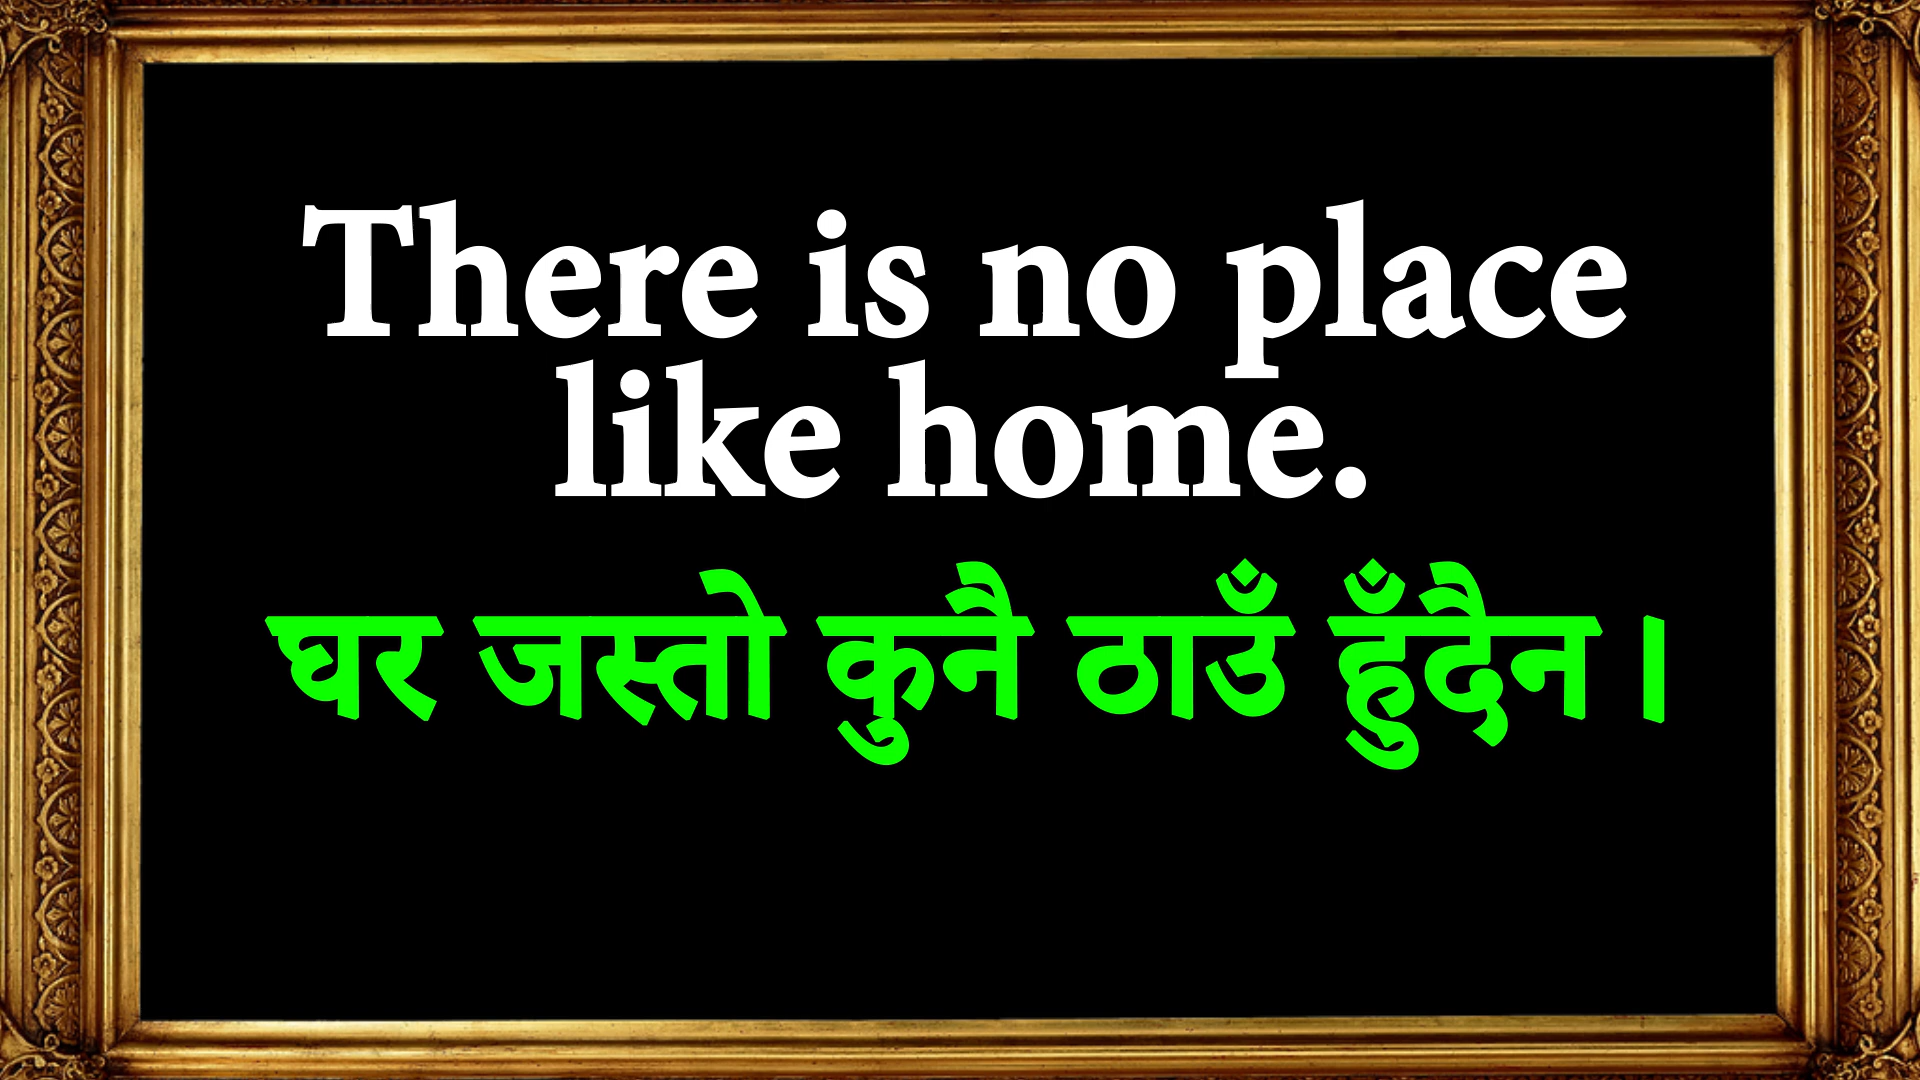 There is no place
like home.
घर जस्तो कुनै ठाउँ हुँदैन ।